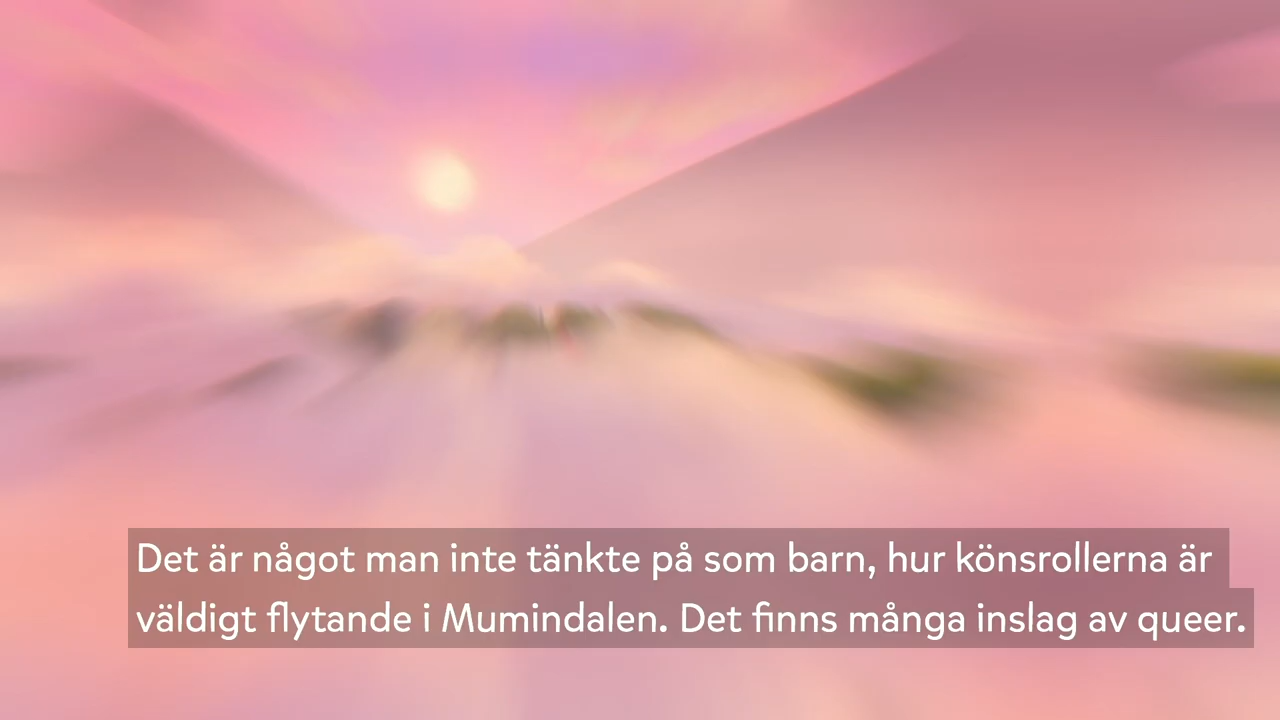 Det är något man inte tänkte på som barn, hur könsrollerna är
väldigt flytande i Mumindalen. Det finns många inslag av queer.